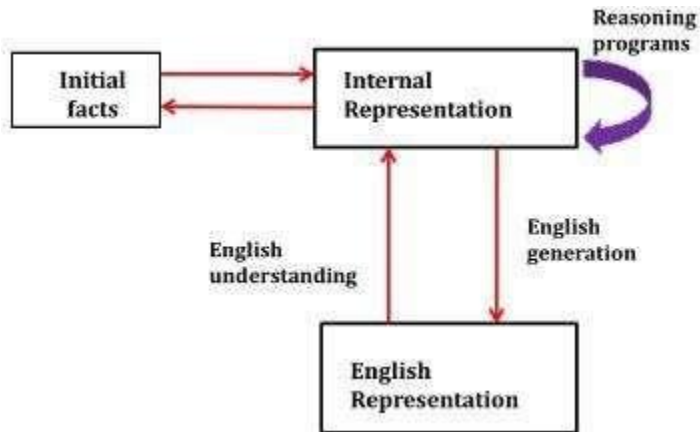 Reasoning
programs
Initial
facts
Internal
Representation
English
understanding
English
generation
English
Representation